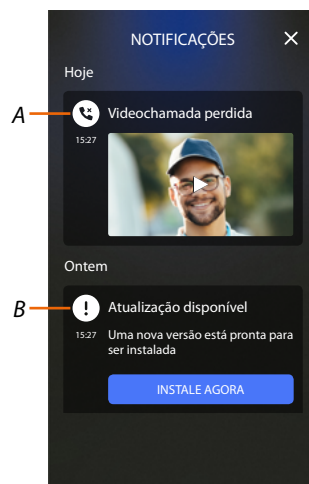 NOTIFICAÇÕES
Hoje
A
Videochamada perdida
15:27
Ontem
B
Atualização disponível
15:27
Uma nova versão está pronta para
ser instalada
INSTALE AGORA